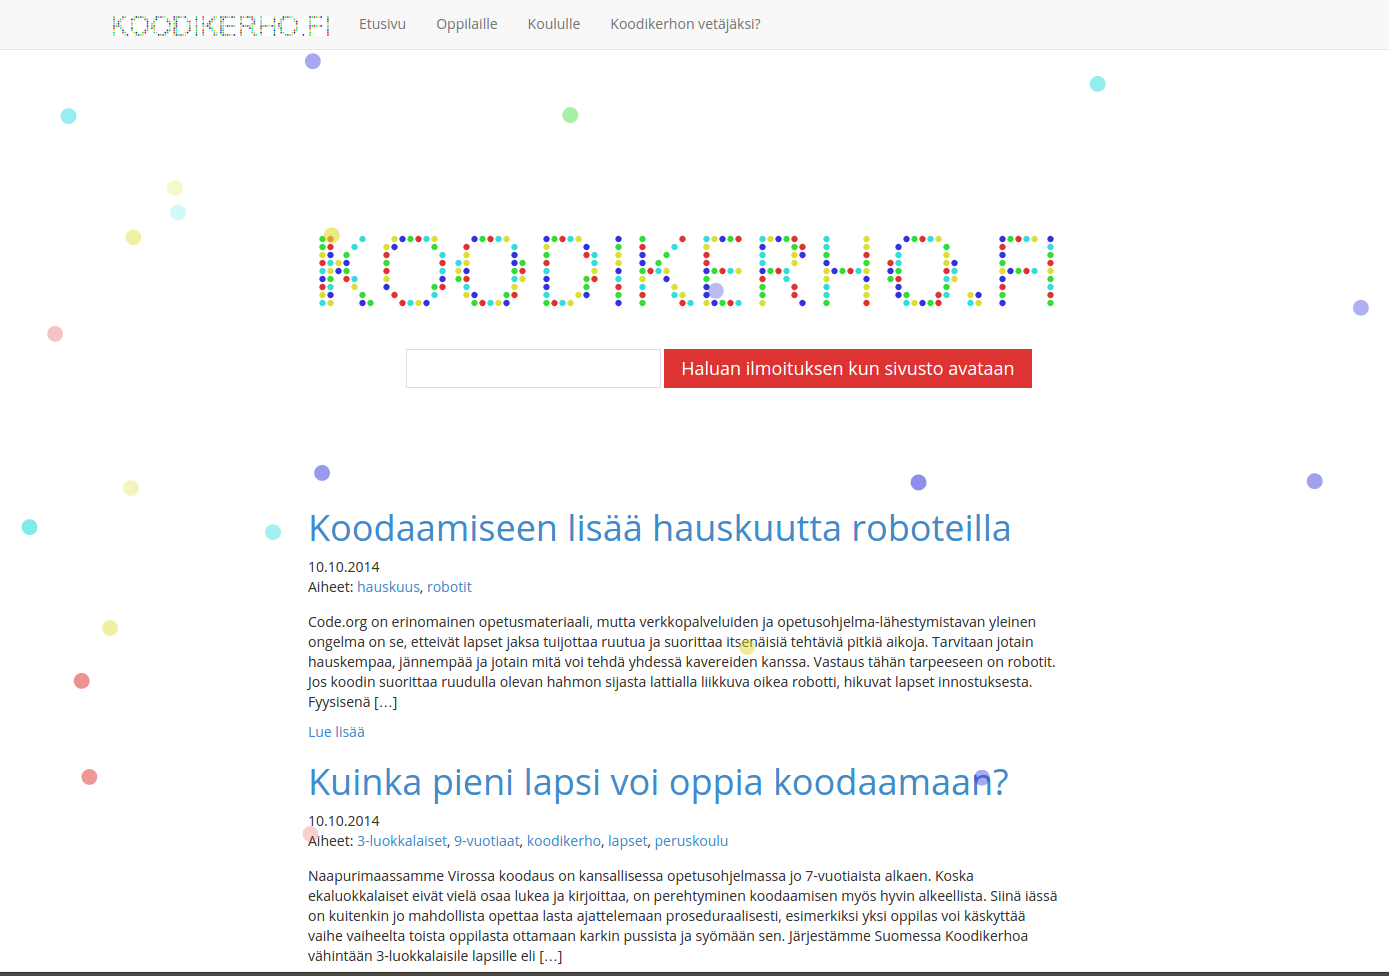 KOODIKERHO.FI Etusivu Oppilaille Koululle Koodikerhon vetäjäksi?
KOODIKERHO.FI
Haluan ilmoituksen kun sivusto avataan
Koodaamiseen lisää hauskuutta roboteilla
10.10.2014
Aiheet: hauskuus, robotit
Code.org on erinomainen opetusmateriaali, mutta verkkopalveluiden ja opetusohjelma-lähestymistavan yleinen
ongelma on se, etteivät lapset jaksa tuijottaa ruutua ja suorittaa itsenäisiä tehtäviä pitkiä aikoja. Tarvitaan jotain
hauskempaa, jännempää ja jotain mitä voi tehdä yhdessä kavereiden kanssa. Vastaus tähän tarpeeseen on robotit.
Jos koodin suorittaa ruudulla olevan hahmon sijasta lattialla liikkuva oikea robotti, hikuvat lapset innostuksesta.
Fyysisenä […]
Lue lisää
Kuinka pieni lapsi voi oppia koodaamaan?
10.10.2014
Aiheet: 3-luokkalaiset, 9-vuotiaat, koodikerho, lapset, peruskoulu
Naapurimaassamme Virossa koodaus on kansallisessa opetusohjelmassa jo 7-vuotiaista alkaen. Koska
ekaluokkalaiset eivät vielä osaa lukea ja kirjoittaa, on perehtyminen koodaamisen myös hyvin alkeellista. Siinä iässä
on kuitenkin jo mahdollista opettaa lasta ajattelemaan proseduraalisesti, esimerkiksi yksi oppilas voi käskyttää
vaihe vaiheelta toista oppilasta ottamaan karkin pussista ja syömään sen. Järjestämme Suomessa Koodikerhoa
vähintään 3-luokkalaisile lapsille eli […]